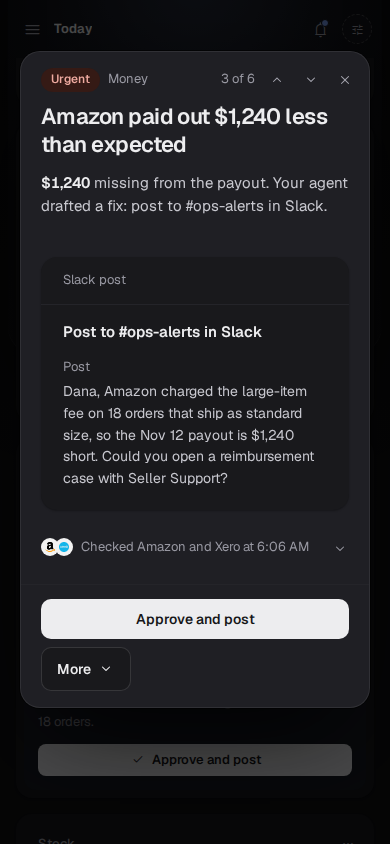 Today
Urgent Money 3 of 6
Amazon paid out $1,240 less
than expected
$1,240 missing from the payout. Your agent
drafted a fix: post to #ops-alerts in Slack.
Slack post
Post to #ops-alerts in Slack
Post
Dana, Amazon charged the large-item
fee on 18 orders that ship as standard
size, so the Nov 12 payout is $1,240
short. Could you open a reimbursement
case with Seller Support?
Checked Amazon and Xero at 6:06 AM
Approve and post
More
18 orders.
Approve and post
Stock